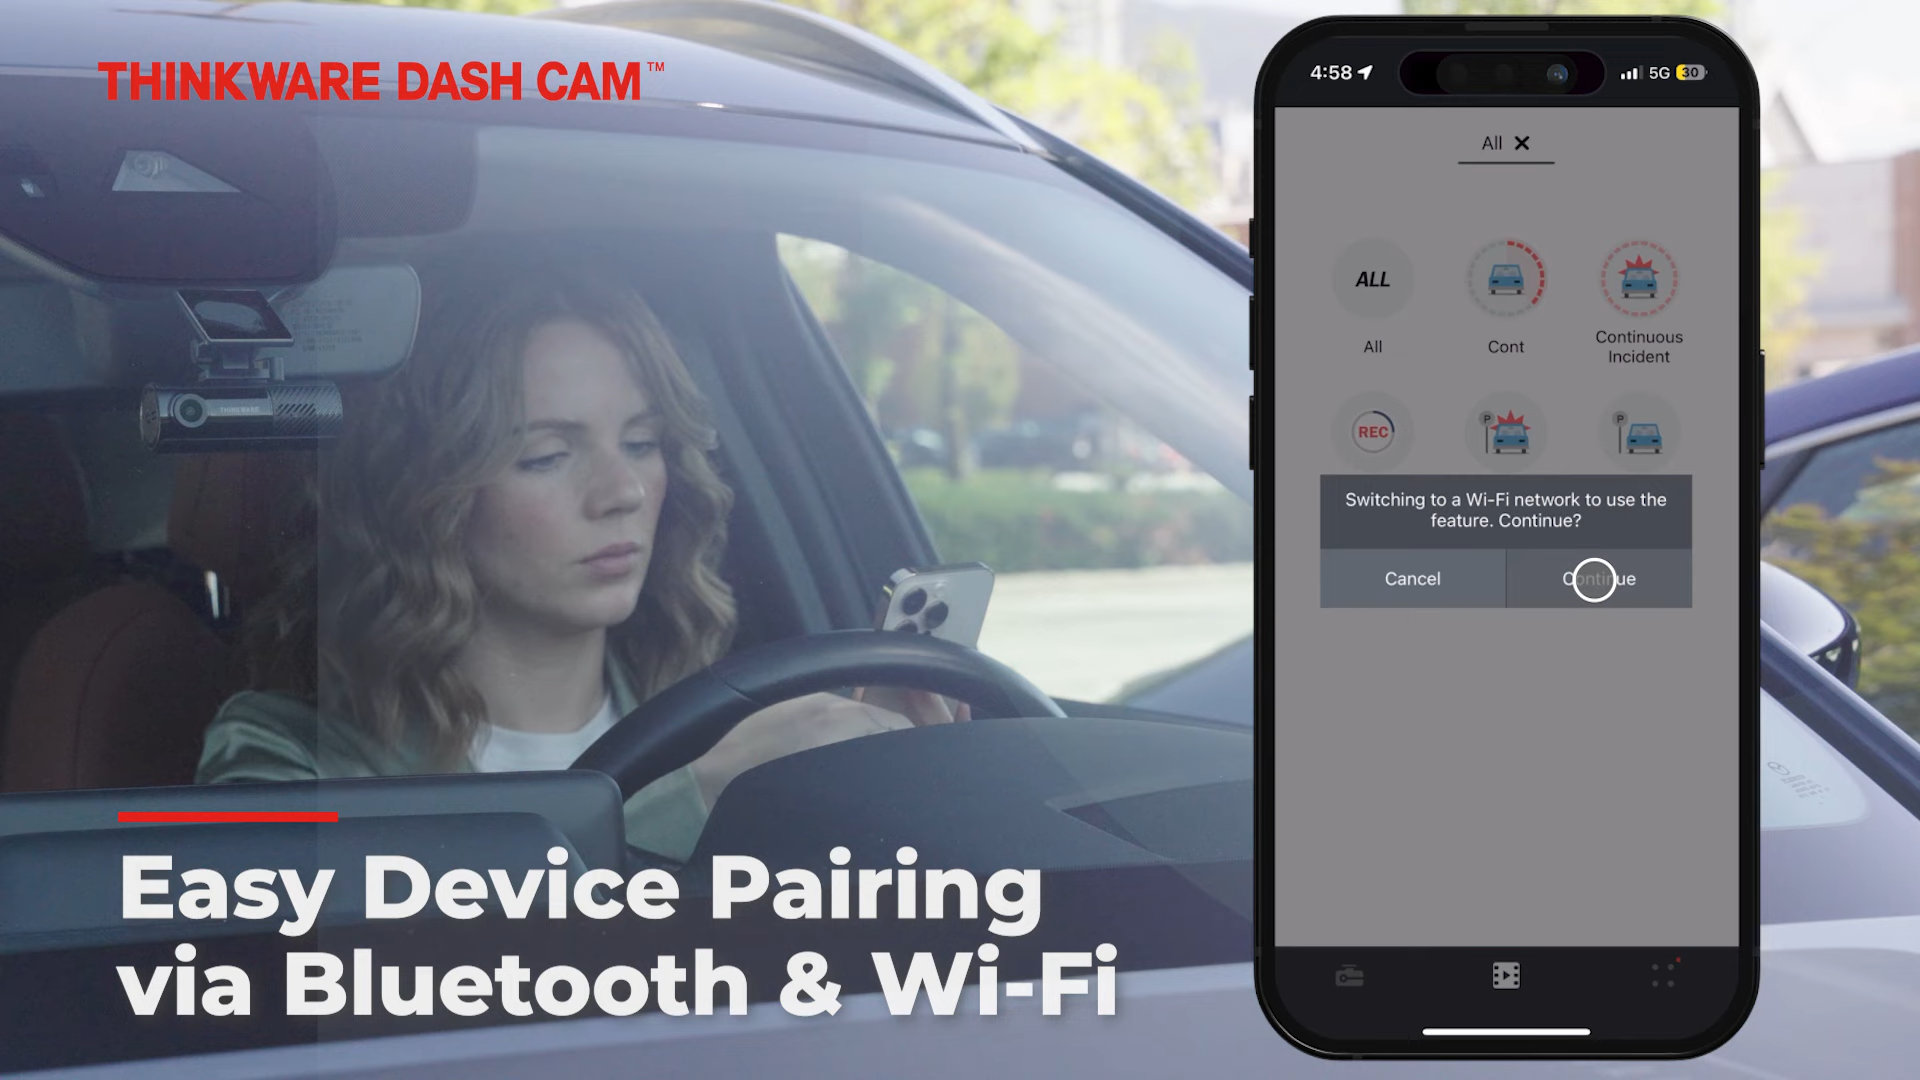 THINKWARE DASH CAM™
THINKWARE
Easy Device Pairing
via Bluetooth & Wi-Fi
4:58
5G
30
All
ALL
All
Cont
Continuous
Incident
REC
P
P
Switching to a Wi-Fi network to use the
feature. Continue?
Cancel
Continue